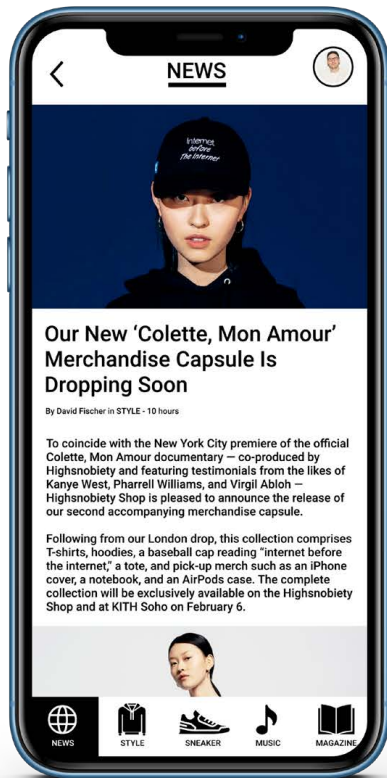 NEWS
internet
before
the internet
Our New ‘Colette, Mon Amour’
Merchandise Capsule Is
Dropping Soon
By David Fischer in STYLE - 10 hours
To coincide with the New York City premiere of the official
Colette, Mon Amour documentary — co-produced by
Highsnobiety and featuring testimonials from the likes of
Kanye West, Pharrell Williams, and Virgil Abloh —
Highsnobiety Shop is pleased to announce the release of
our second accompanying merchandise capsule.
Following from our London drop, this collection comprises
T-shirts, hoodies, a baseball cap reading “internet before
the internet,” a tote, and pick-up merch such as an iPhone
cover, a notebook, and an AirPods case. The complete
collection will be exclusively available on the Highsnobiety
Shop and at KITH Soho on February 6.
NEWS
STYLE
SNEAKER
MUSIC
MAGAZINE